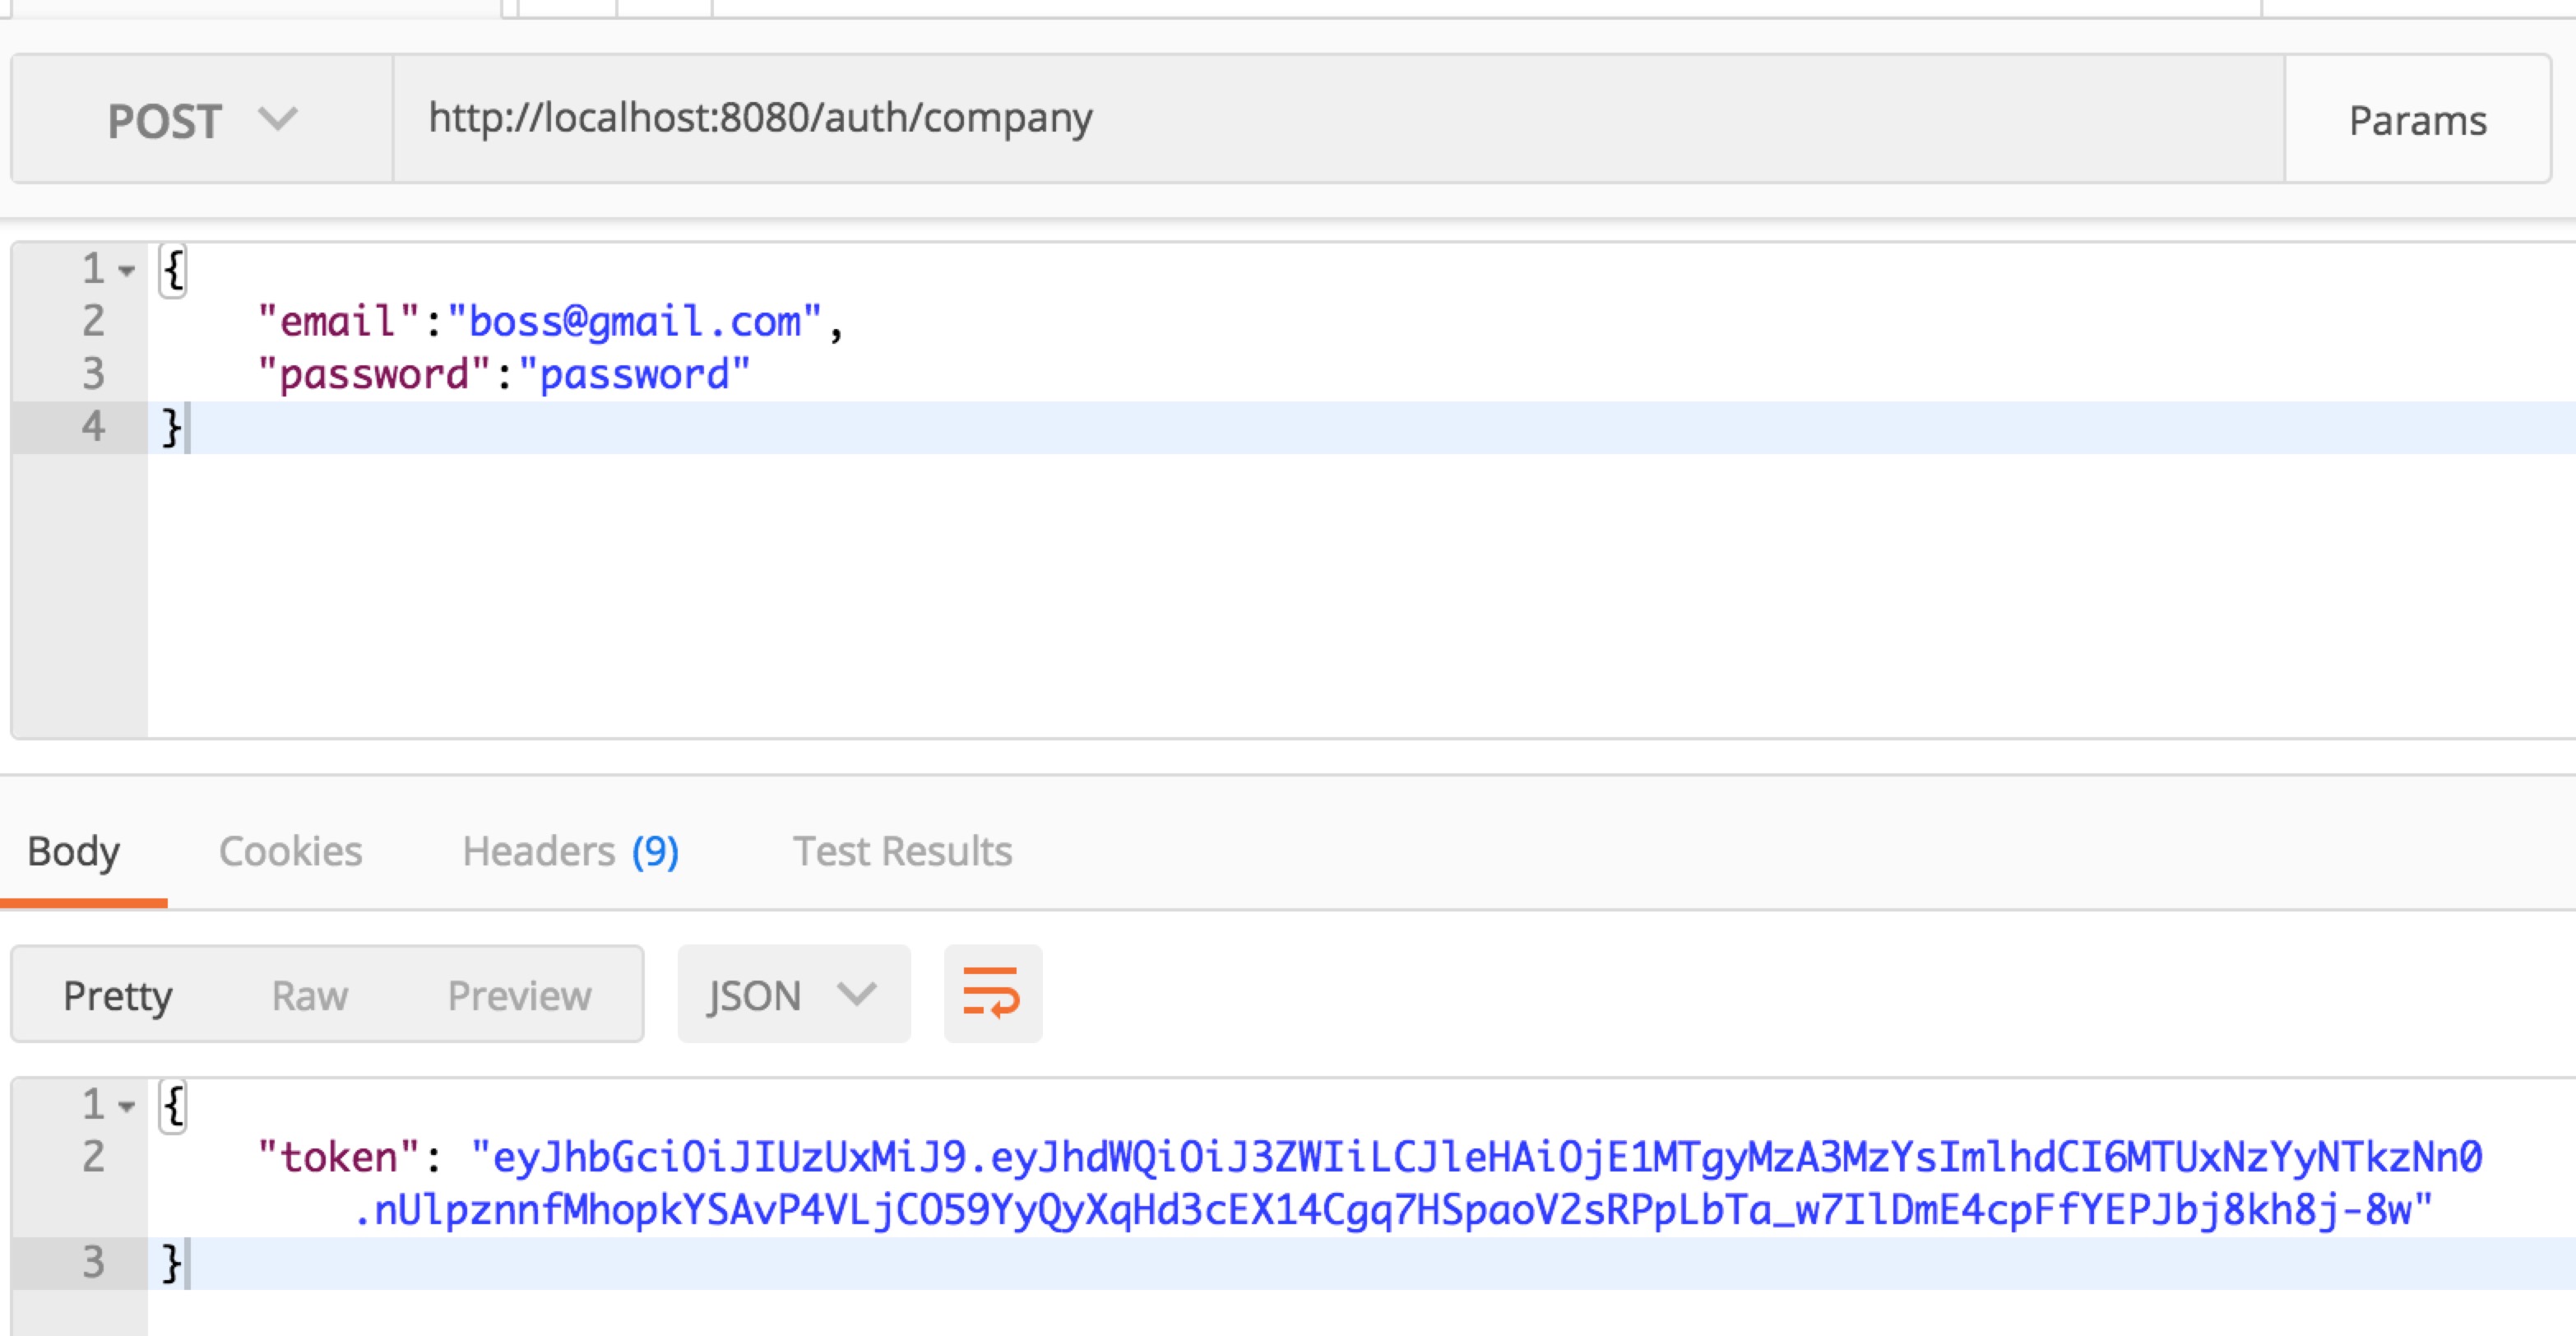 POST http://localhost:8080/auth/company Params
1 {
2 "email":"boss@gmail.com",
3 "password":"password"
4 }
Body Cookies Headers (9) Test Results
Pretty Raw Preview JSON
1 {
2 "token": "eyJhbGciOiJIUzUxMiJ9.eyJhdWQiOiJ3ZWIiLCJleHAiOjE1MTgyMzA3MzYsImlhdCI6MTUxNzYyNTkzNn0
.nUlpznnfMhopkYSAvP4VLjCO59YyQyXqHd3cEX14Cgq7HSpaoV2sRPpLbTa_w7IlDmE4cpFfYEPJbj8kh8j-8w"
3 }